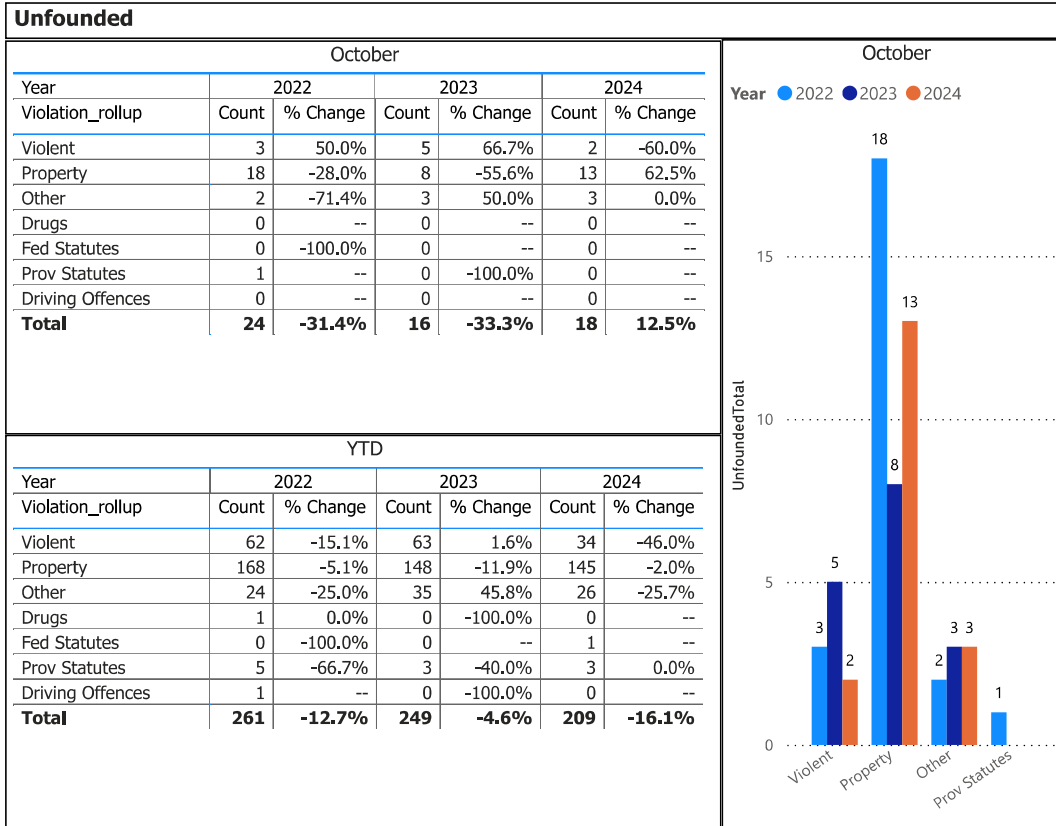 Unfounded
October
Year 2022 2023 2024
Violation_rollup Count % Change Count % Change Count % Change
Violent 3 50.0% 5 66.7% 2 -60.0%
Property 18 -28.0% 8 -55.6% 13 62.5%
Other 2 -71.4% 3 50.0% 3 0.0%
Drugs 0 -- 0 -- 0 --
Fed Statutes 0 -100.0% 0 -- 0 --
Prov Statutes 1 -- 0 -100.0% 0 --
Driving Offences 0 -- 0 -- 0 --
Total 24 -31.4% 16 -33.3% 18 12.5%
YTD
Year 2022 2023 2024
Violation_rollup Count % Change Count % Change Count % Change
Violent 62 -15.1% 63 1.6% 34 -46.0%
Property 168 -5.1% 148 -11.9% 145 -2.0%
Other 24 -25.0% 35 45.8% 26 -25.7%
Drugs 1 0.0% 0 -100.0% 0 --
Fed Statutes 0 -100.0% 0 -- 1 --
Prov Statutes 5 -66.7% 3 -40.0% 3 0.0%
Driving Offences 1 -- 0 -100.0% 0 --
Total 261 -12.7% 249 -4.6% 209 -16.1%
October
Year 2022 2023 2024
UnfoundedTotal
15
10
5
0
3 5 2
18 8 13
2 3 3
1
Violent
Property
Other
Prov Statutes